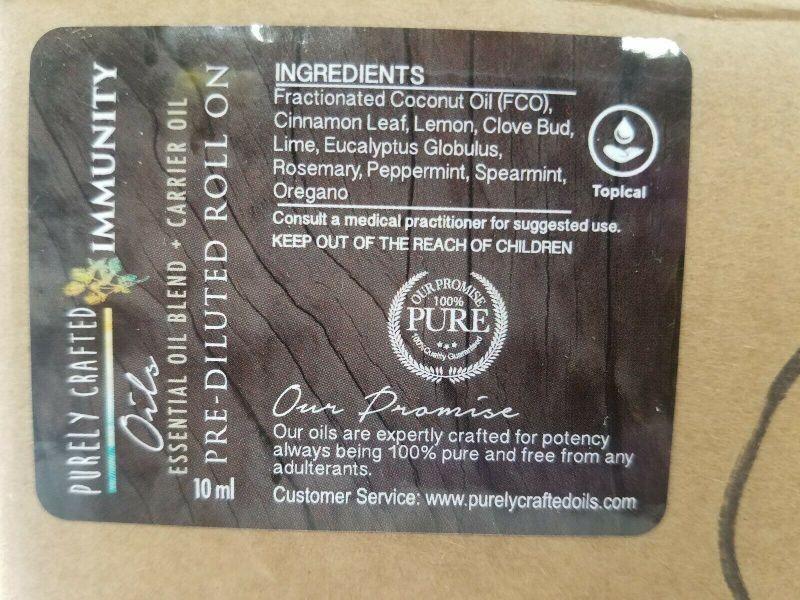 PURELY CRAFTED
Oils
IMMUNITY
ESSENTIAL OIL BLEND + CARRIER OIL
PRE-DILUTED ROLL ON
10 ml
INGREDIENTS
Fractionated Coconut Oil (FCO),
Cinnamon Leaf, Lemon, Clove Bud,
Lime, Eucalyptus Globulus,
Rosemary, Peppermint, Spearmint,
Oregano
Topical
Consult a medical practitioner for suggested use.
KEEP OUT OF THE REACH OF CHILDREN
OUR PROMISE
100%
PURE
100% Quality Guaranteed
Our Promise
Our oils are expertly crafted for potency
always being 100% pure and free from any
adulterants.
Customer Service: www.purelycraftedoils.com